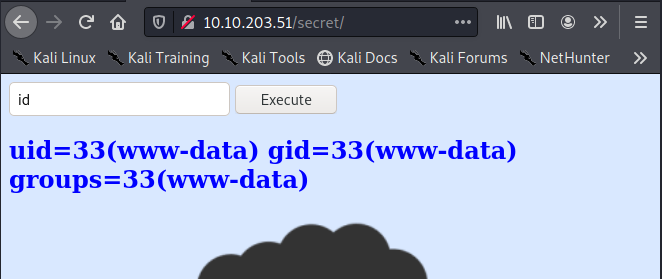 10.10.203.51/secret/
Kali Linux Kali Training Kali Tools Kali Docs Kali Forums NetHunter
id Execute
uid=33(www-data) gid=33(www-data)
groups=33(www-data)